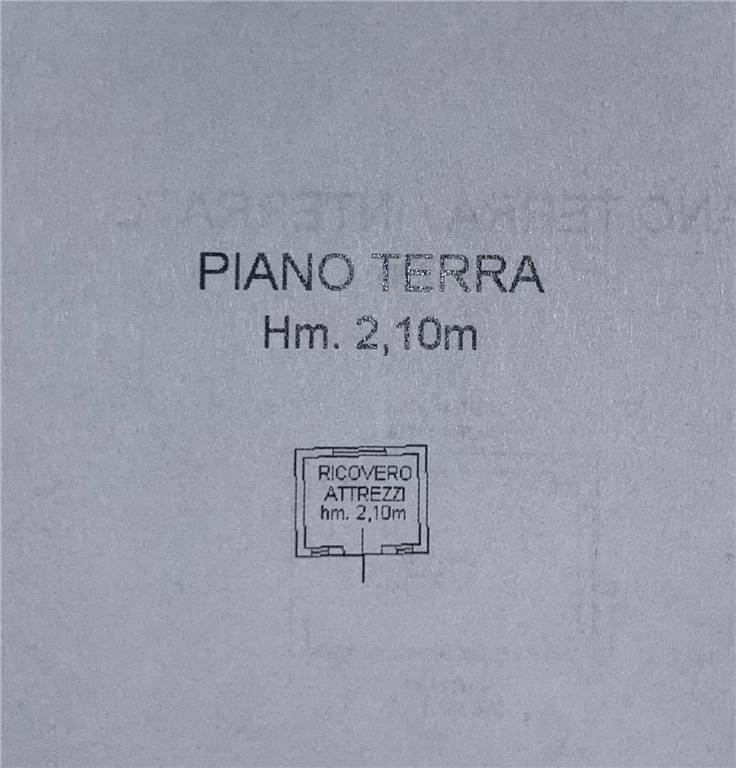 PIANO TERRA
Hm. 2,10m
RICOVERO
ATTREZZI
hm. 2,10m